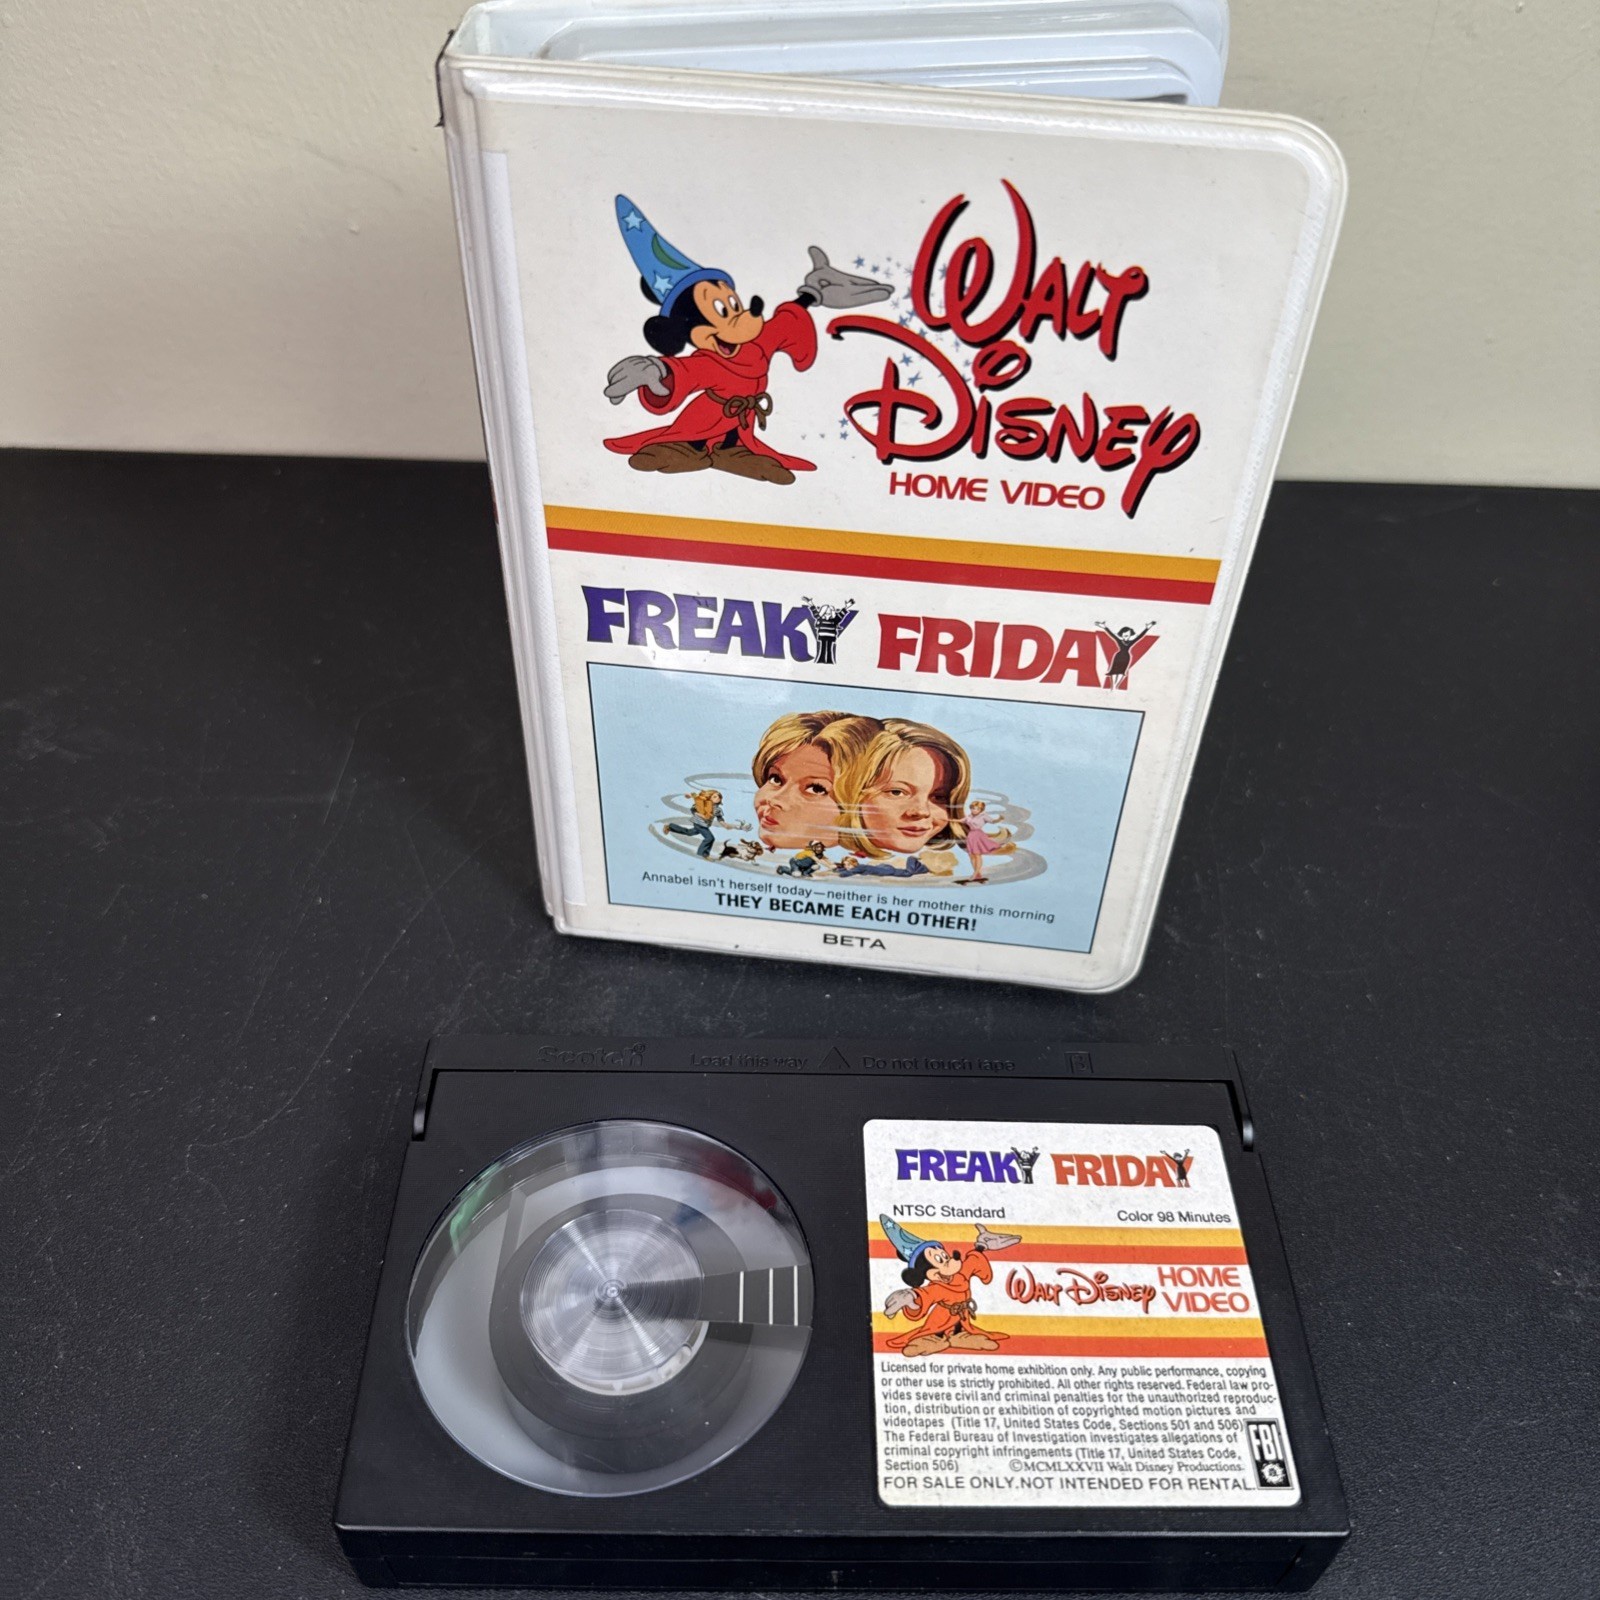 WALT
DISNEY
HOME VIDEO
FREAKY FRIDAY
Annabel isn't herself today—neither is her mother this morning
THEY BECAME EACH OTHER!
BETA
Scotch Load this way Do not touch tape
FREAKY FRIDAY
NTSC Standard Color 98 Minutes
WALT DISNEY HOME
VIDEO
Licensed for private home exhibition only. Any public performance, copying
or other use is strictly prohibited. All other rights reserved. Federal law pro-
vides severe civil and criminal penalties for the unauthorized reproduc-
tion, distribution or exhibition of copyrighted motion pictures and
videotapes (Title 17, United States Code, Sections 501 and 506)
The Federal Bureau of Investigation investigates allegations of
criminal copyright infringements (Title 17, United States Code,
Section 506) ©MCMLXXVII Walt Disney Productions.
FBI
FOR SALE ONLY. NOT INTENDED FOR RENTAL.